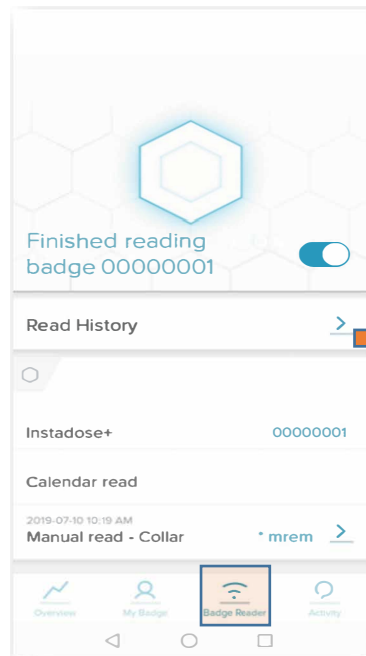 Finished reading
badge 00000001
Read History
Instadose+ 00000001
Calendar read
2019-07-10 10:19 AM
Manual read - Collar * mrem
Overview My Badge Badge Reader Activity